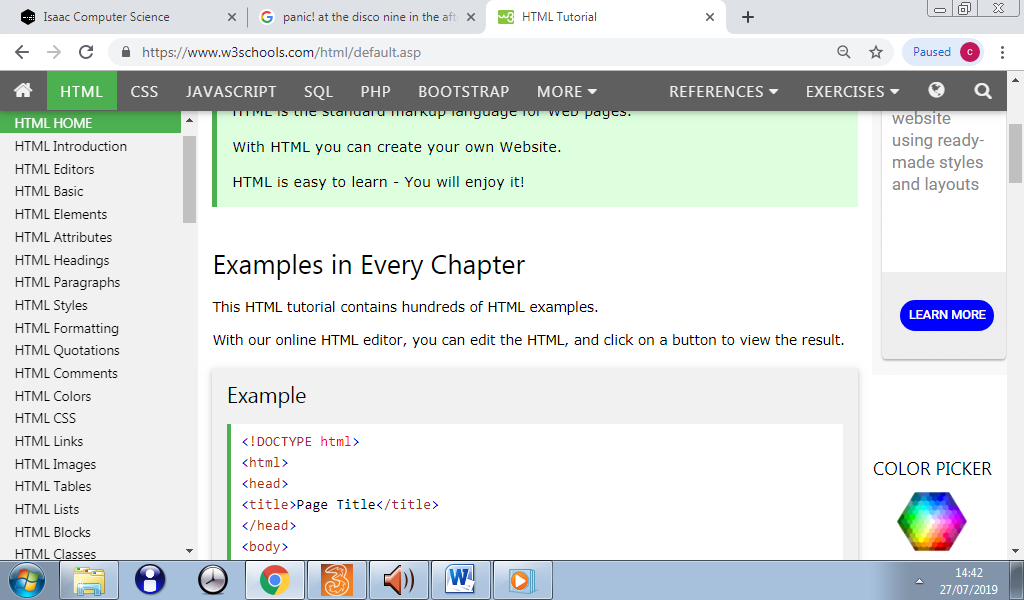 Isaac Computer Science
panic! at the disco nine in the aft
HTML Tutorial
https://www.w3schools.com/html/default.asp
Paused
c
HTML
CSS
JAVASCRIPT
SQL
PHP
BOOTSTRAP
MORE
REFERENCES
EXERCISES
HTML HOME
HTML Introduction
HTML Editors
HTML Basic
HTML Elements
HTML Attributes
HTML Headings
HTML Paragraphs
HTML Styles
HTML Formatting
HTML Quotations
HTML Comments
HTML Colors
HTML CSS
HTML Links
HTML Images
HTML Tables
HTML Lists
HTML Blocks
HTML Classes
HTML is the standard markup language for Web pages.
With HTML you can create your own Website.
HTML is easy to learn - You will enjoy it!
Examples in Every Chapter
This HTML tutorial contains hundreds of HTML examples.
With our online HTML editor, you can edit the HTML, and click on a button to view the result.
Example
<!DOCTYPE html>
<html>
<head>
<title>Page Title</title>
</head>
<body>
website
using ready-
made styles
and layouts
LEARN MORE
COLOR PICKER
14:42
27/07/2019